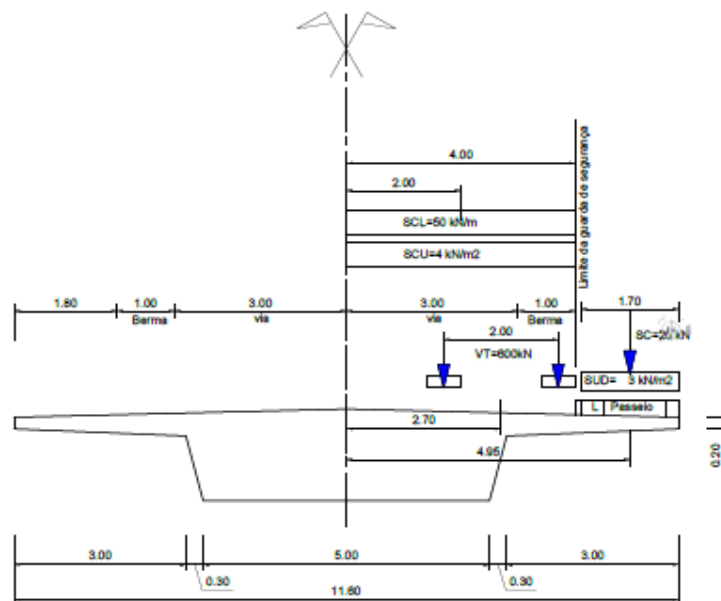 4.00
Limite da guarda de segurança
2.00
SCL=50 kN/m
SCU=4 kN/m2
1.80
1.00
3.00
3.00
1.00
1.70
Berma
via
via
Berma
2.00
VT=600kN
kN
SUD= 3 kN/m2
L Passeio
2.70
4.95
0.20
3.00
5.00
3.00
0.30
0.30
11.60